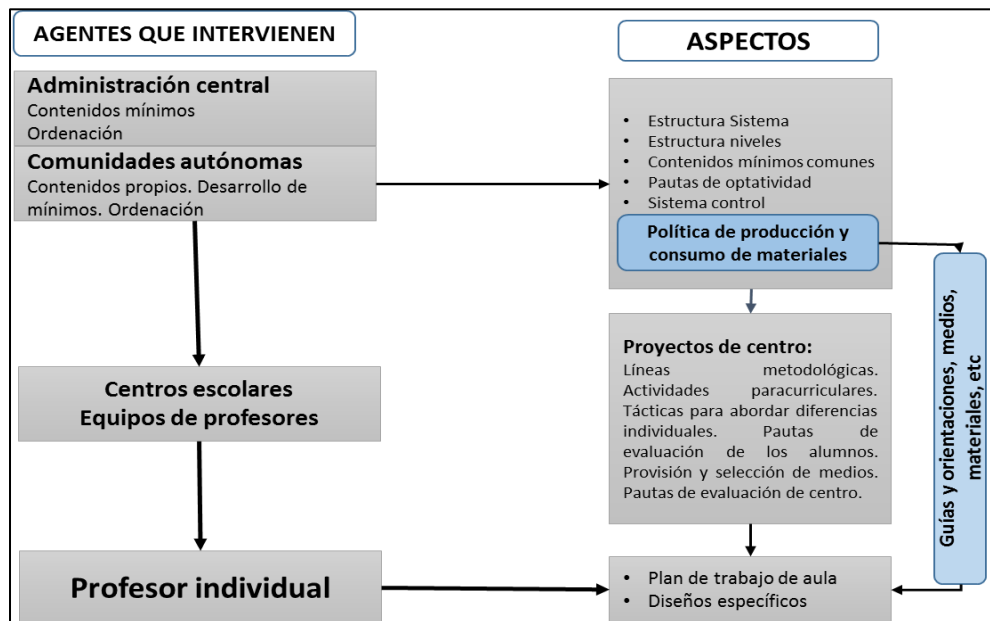 AGENTES QUE INTERVIENEN
Administración central
Contenidos mínimos
Ordenación
Comunidades autónomas
Contenidos propios. Desarrollo de
mínimos. Ordenación
Centros escolares
Equipos de profesores
Profesor individual
ASPECTOS
• Estructura Sistema
• Estructura niveles
• Contenidos mínimos comunes
• Pautas de optatividad
• Sistema control
Política de producción y
consumo de materiales
Proyectos de centro:
Líneas metodológicas.
Actividades paracurriculares.
Tácticas para abordar diferencias
individuales. Pautas de
evaluación de los alumnos.
Provisión y selección de medios.
Pautas de evaluación de centro.
• Plan de trabajo de aula
• Diseños específicos
Guías y orientaciones, medios,
materiales, etc